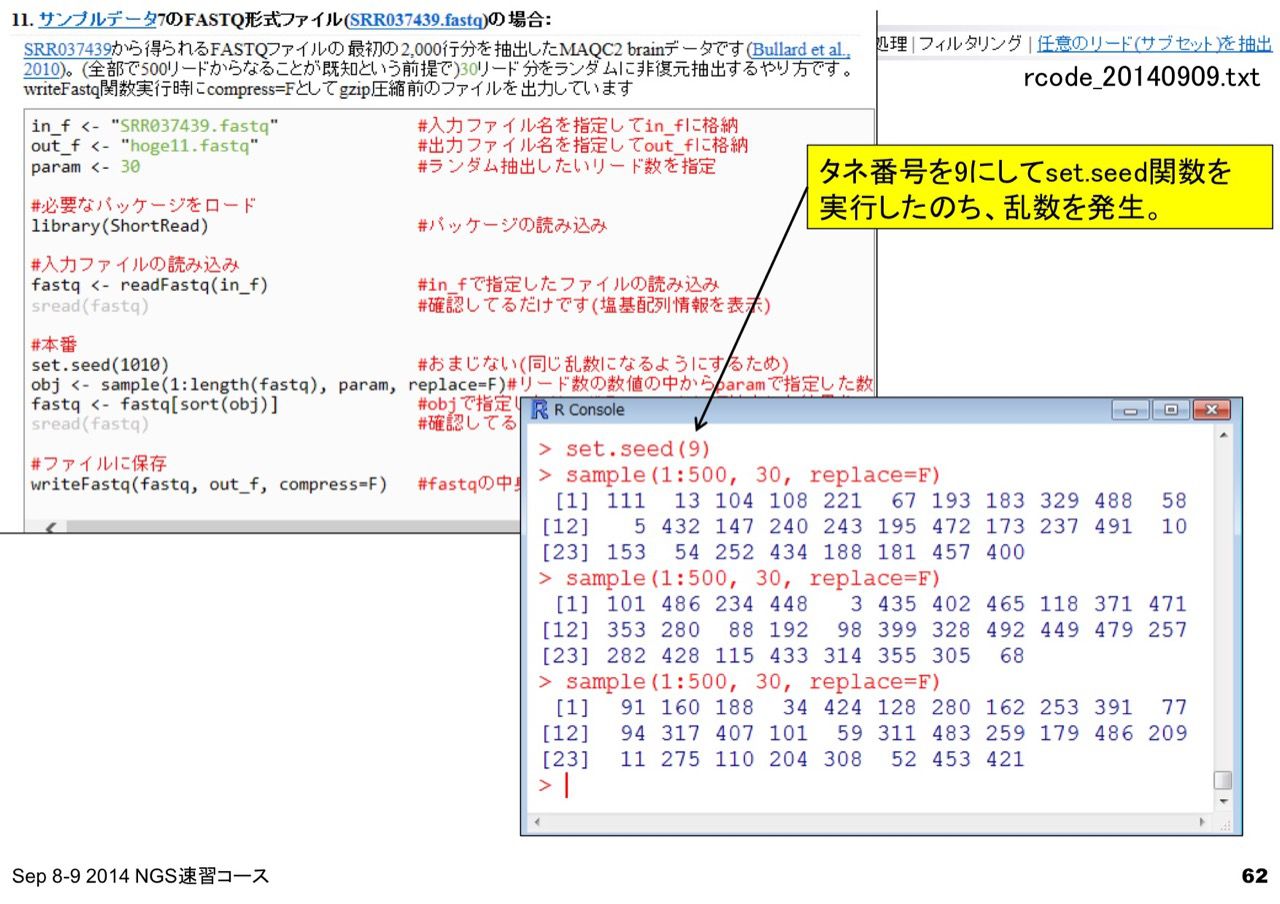 11. サンプルデータ7のFASTQ形式ファイル(SRR037439.fastq)の場合:
SRR037439から得られるFASTQファイルの最初の2,000行分を抽出したMAQC2 brainデータです(Bullard et al.,
2010)。(全部で500リードからなることが既知という前提で)30リード分をランダムに非復元抽出するやり方です。
writeFastq関数実行時にcompress=Fとしてgzip圧縮前のファイルを出力しています
処理 | フィルタリング | 任意のリード(サブセット)を抽出
rcode_20140909.txt
in_f <- "SRR037439.fastq" #入力ファイル名を指定してin_fに格納
out_f <- "hoge11.fastq" #出力ファイル名を指定してout_fに格納
param <- 30 #ランダム抽出したいリード数を指定
#必要なパッケージをロード
library(ShortRead) #パッケージの読み込み
#入力ファイルの読み込み
fastq <- readFastq(in_f) #in_fで指定したファイルの読み込み
sread(fastq) #確認してるだけです(塩基配列情報を表示)
#本番
set.seed(1010) #おまじない(同じ乱数になるようにするため)
obj <- sample(1:length(fastq), param, replace=F)#リード数の数値の中からparamで指定した数
fastq <- fastq[sort(obj)] #objで指定し
sread(fastq) #確認してる
#ファイルに保存
writeFastq(fastq, out_f, compress=F) #fastqの中身
タネ番号を9にしてset.seed関数を
実行したのち、乱数を発生。
R Console
> set.seed(9)
> sample(1:500, 30, replace=F)
[1] 111 13 104 108 221 67 193 183 329 488 58
[12] 5 432 147 240 243 195 472 173 237 491 10
[23] 153 54 252 434 188 181 457 400
> sample(1:500, 30, replace=F)
[1] 101 486 234 448 3 435 402 465 118 371 471
[12] 353 280 88 192 98 399 328 492 449 479 257
[23] 282 428 115 433 314 355 305 68
> sample(1:500, 30, replace=F)
[1] 91 160 188 34 424 128 280 162 253 391 77
[12] 94 317 407 101 59 311 483 259 179 486 209
[23] 11 275 110 204 308 52 453 421
>
Sep 8-9 2014 NGS速習コース
62